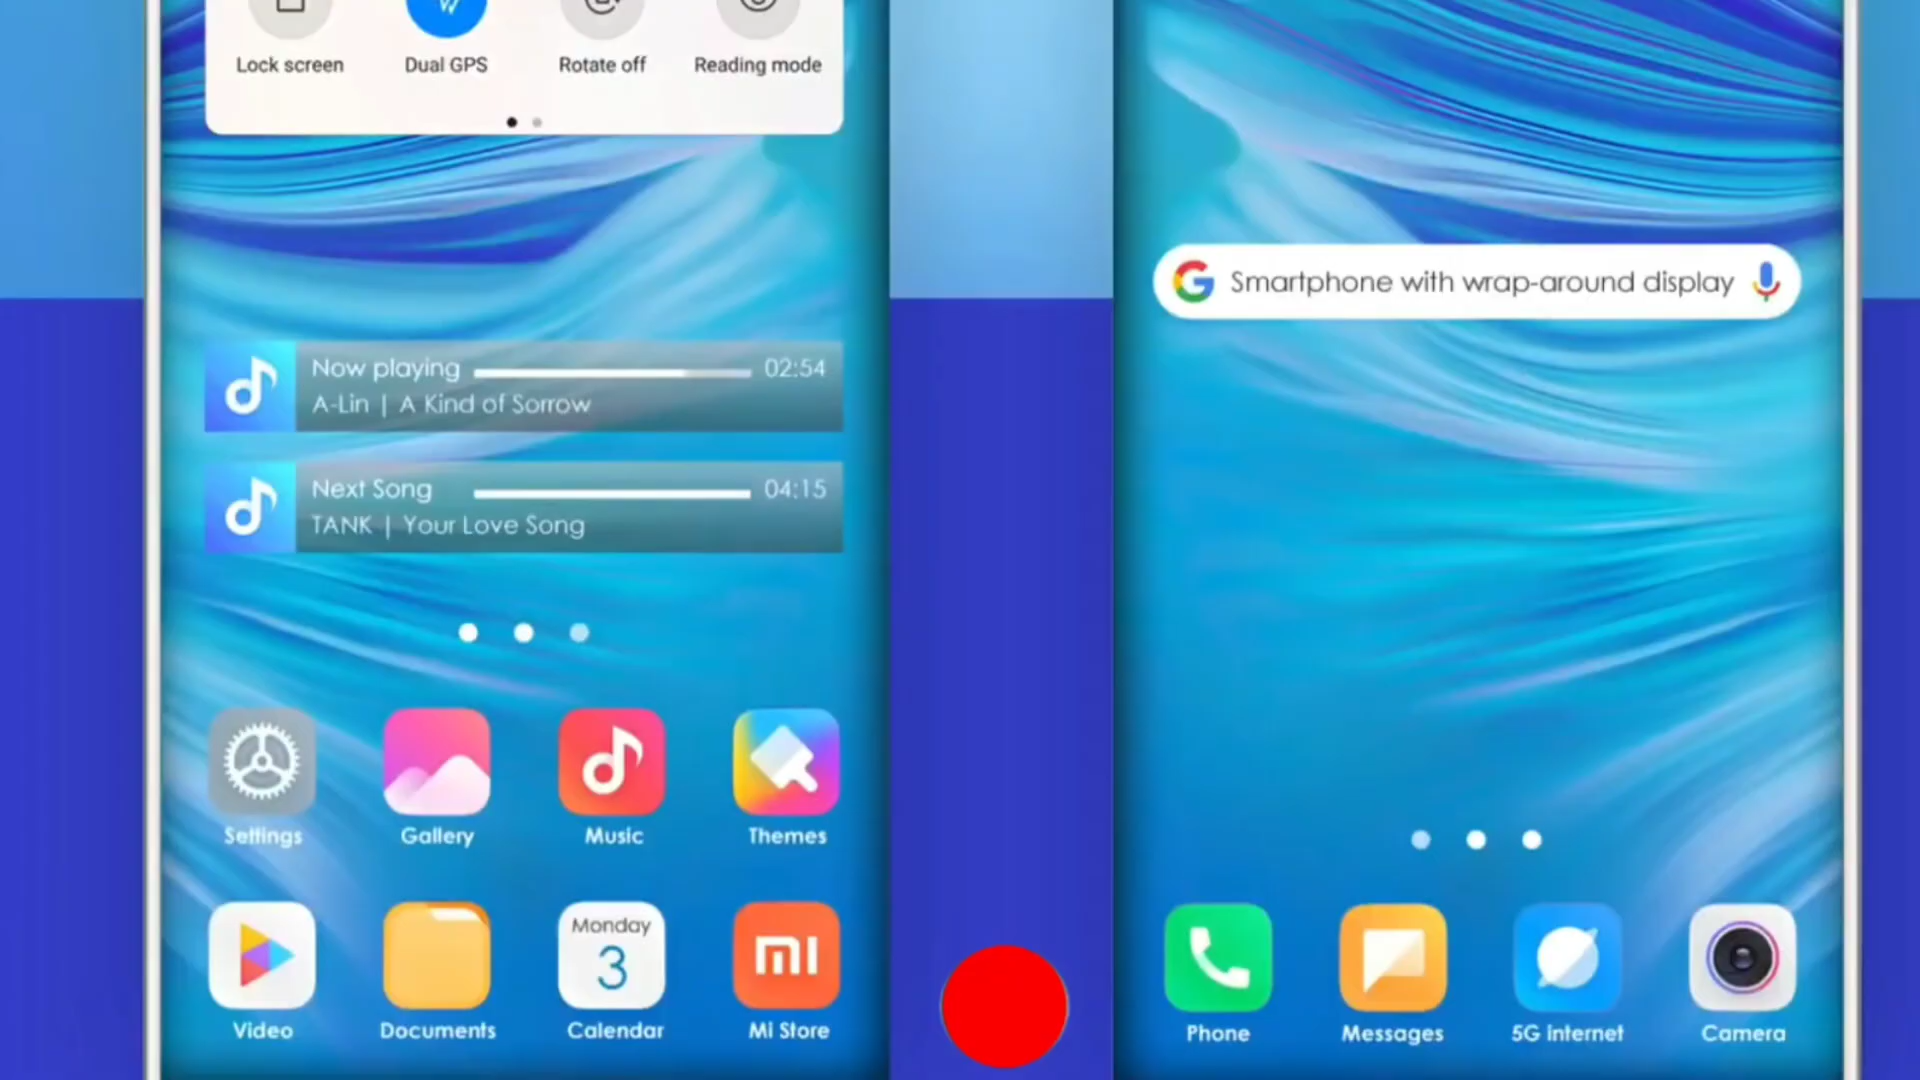 Lock screen
Dual GPS
Rotate off
Reading mode
Now playing
02:54
A-Lin | A Kind of Sorrow
Next Song
04:15
TANK | Your Love Song
Settings
Gallery
Music
Themes
Monday
3
mi
Video
Documents
Calendar
Mi Store
G
Smartphone with wrap-around display
Phone
Messages
5G internet
Camera